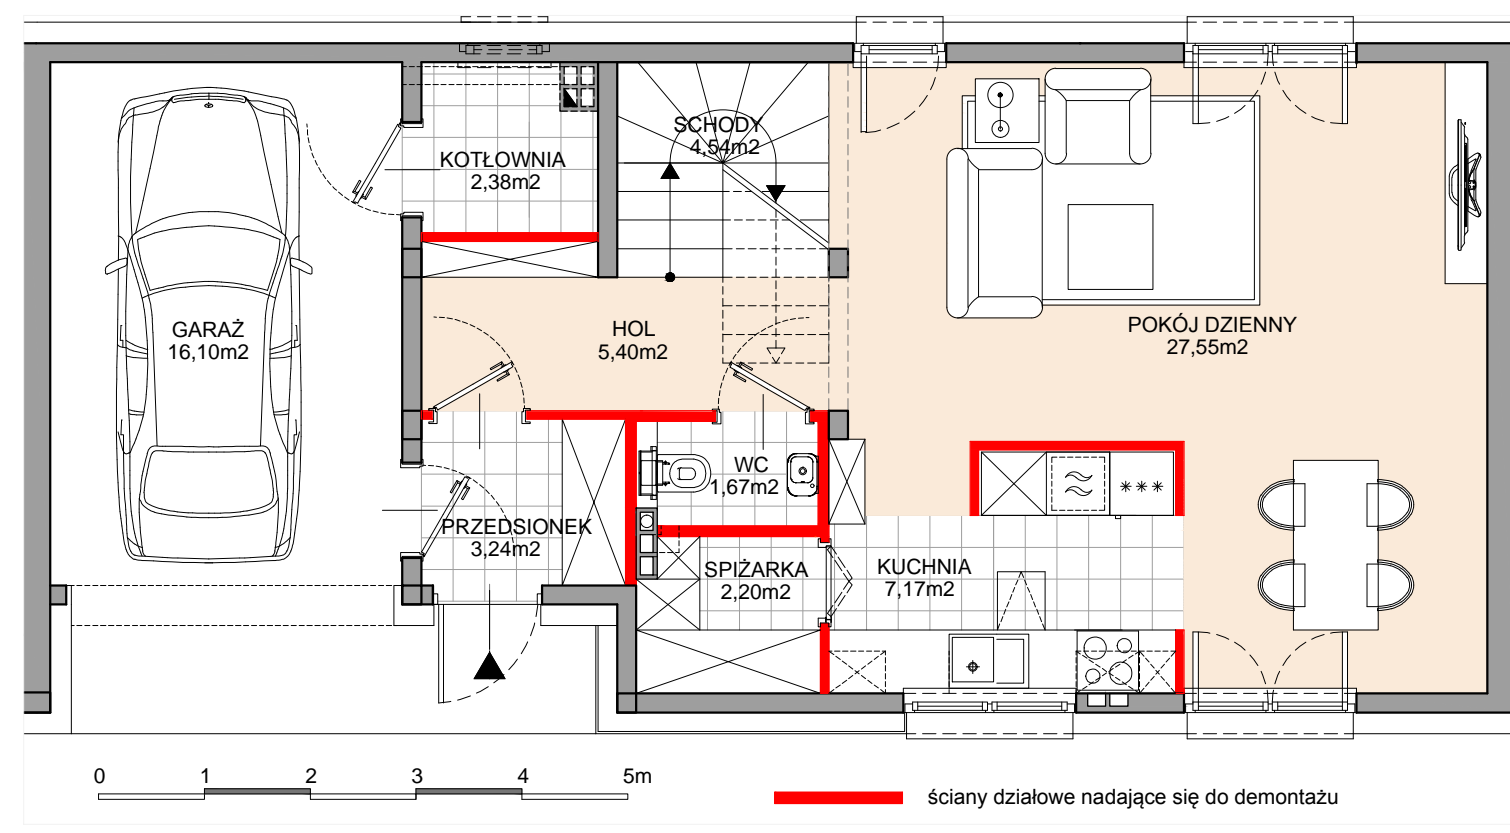 SCHODY
4,54m2
KOTŁOWNIA
2,38m2
GARAŻ
16,10m2
HOL
5,40m2
POKÓJ DZIENNY
27,55m2
WC
1,67m2
PRZEDSIONEK
3,24m2
SPIŻARKA
2,20m2
KUCHNIA
7,17m2
0 1 2 3 4 5m
ściany działowe nadające się do demontażu